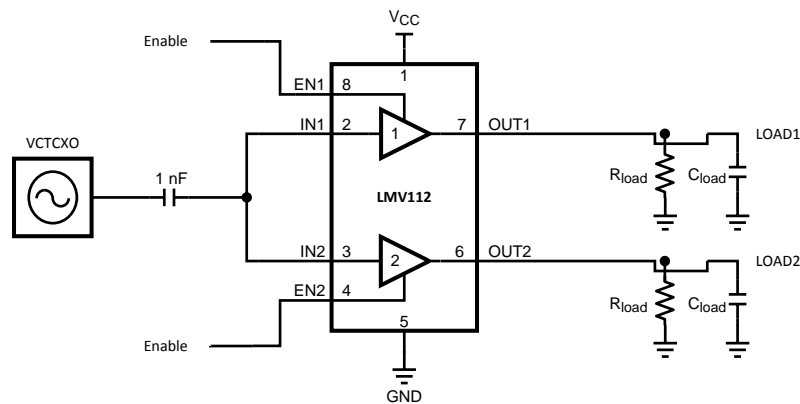 VCC
Enable
1
EN1 8
VCTCXO
IN1 2
1
7 OUT1
LOAD1
1 nF
Rload
Cload
LMV112
IN2 3
2
6 OUT2
LOAD2
EN2 4
Rload
Cload
5
Enable
GND